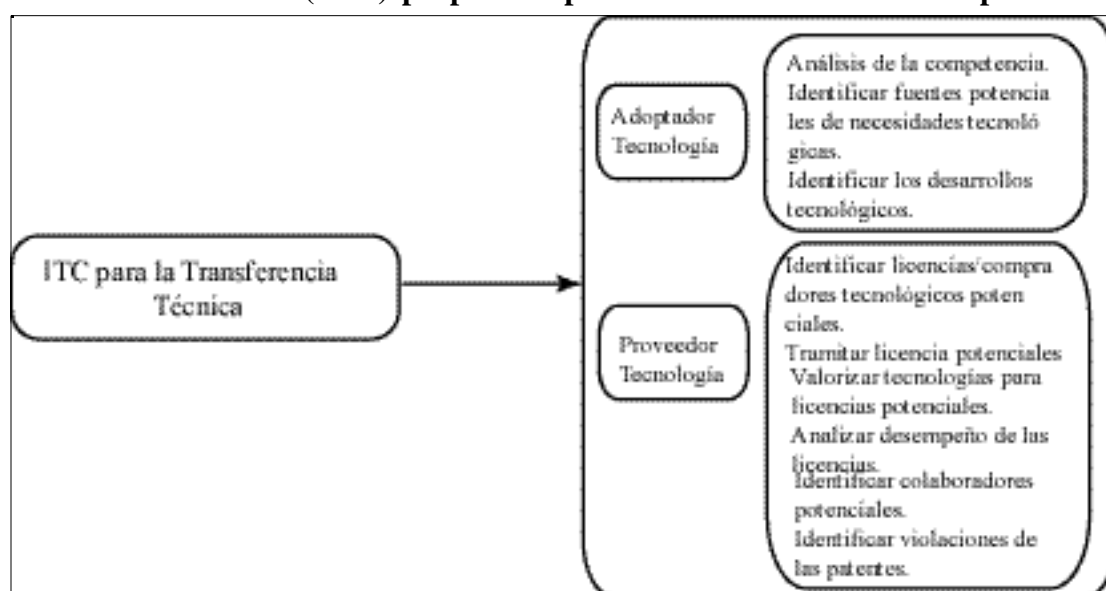 ITC para la Transferencia
Técnica
Adoptador
Tecnología
Análisis de la competencia.
Identificar fuentes potencia
les de necesidades tecnoló
gicas.
Identificar los desarrollos
tecnológicos.
Proveedor
Tecnología
Identificar licencias/compra
dores tecnológicos poten
ciales.
Tramitar licencia potenciales
Valorizar tecnologías para
licencias potenciales.
Analizar desempeño de las
licencias.
Identificar colaboradores
potenciales.
Identificar violaciones de
las patentes.